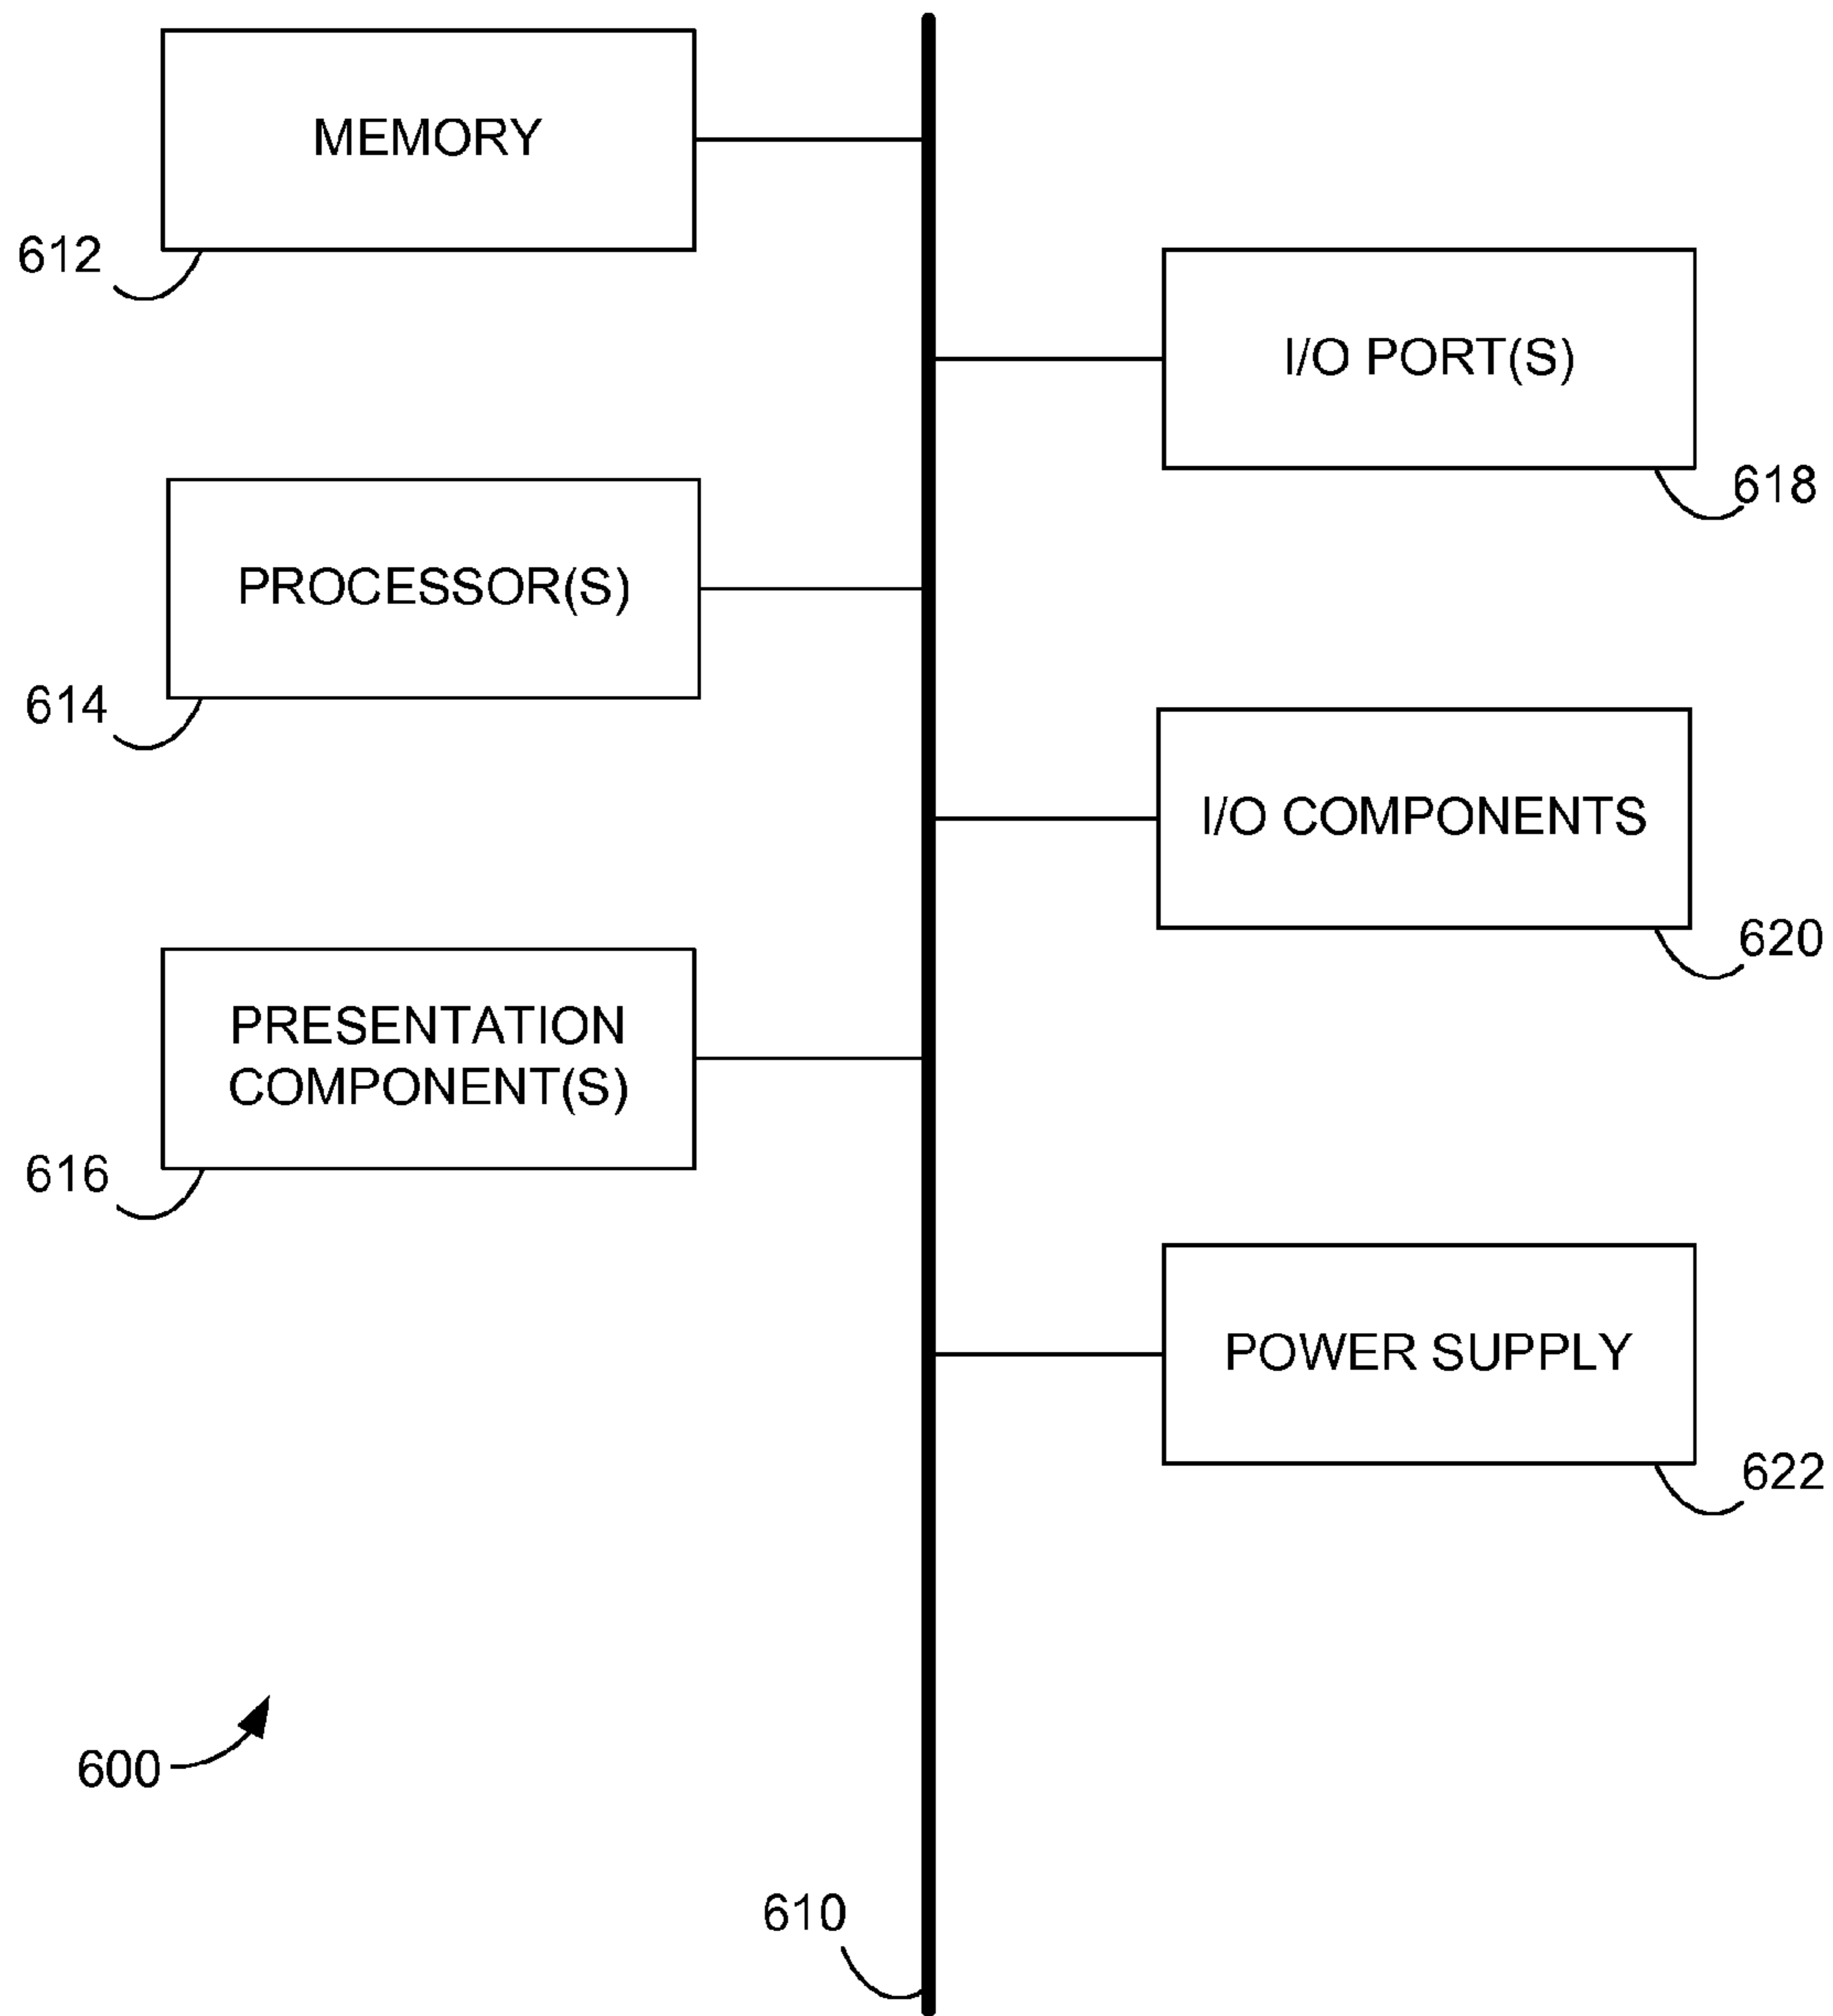 MEMORY
612
I/O PORT(S)
618
PROCESSOR(S)
614
I/O COMPONENTS
620
PRESENTATION
COMPONENT(S)
616
POWER SUPPLY
622
600
610